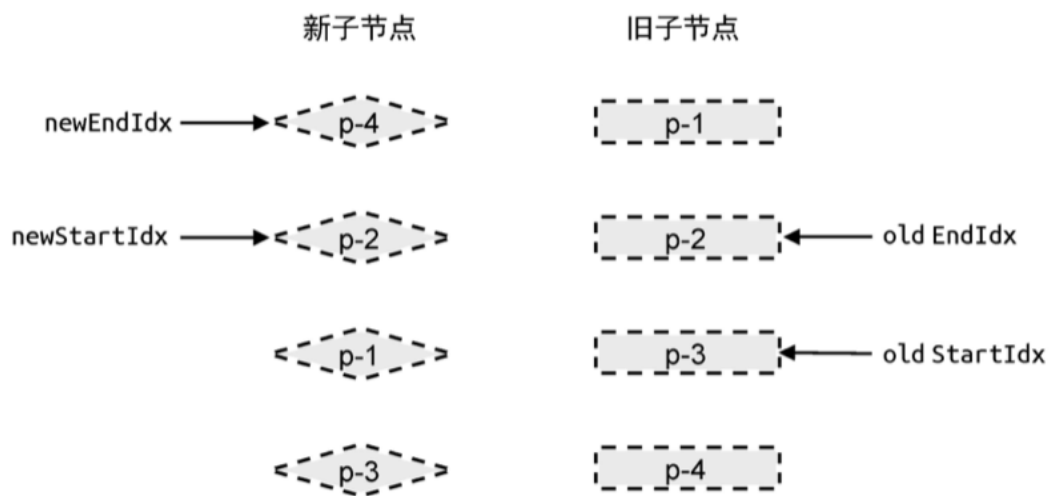 新子节点 旧子节点
newEndIdx p-4 p-1
newStartIdx p-2 p-2 old EndIdx
p-1 p-3 old StartIdx
p-3 p-4